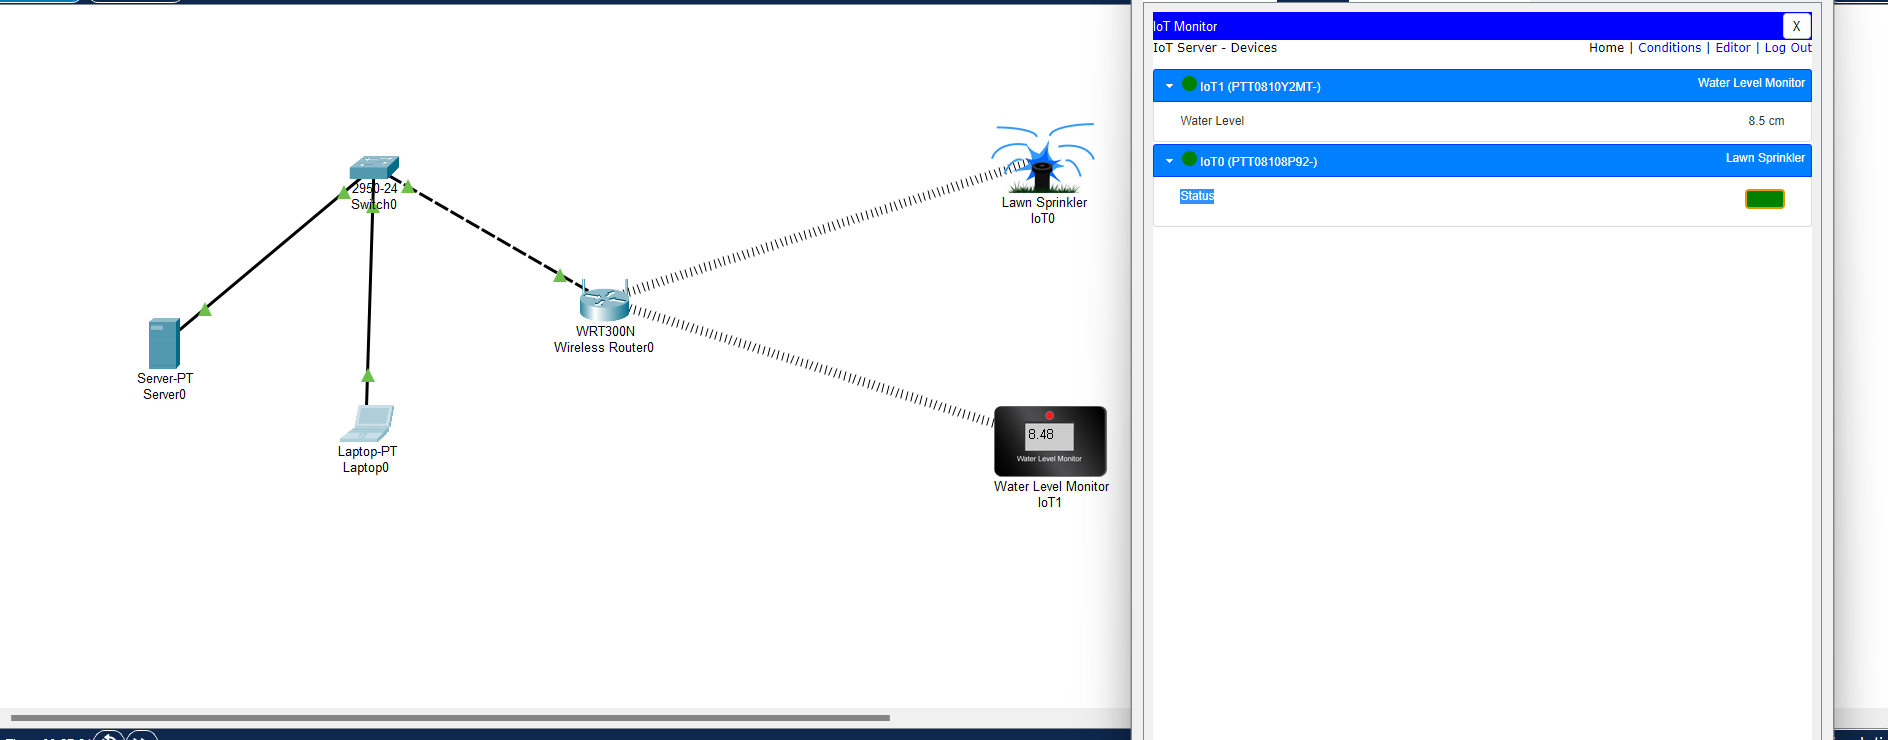 2950-24
Switch0
Server-PT
Server0
Laptop-PT
Laptop0
WRT300N
Wireless Router0
Lawn Sprinkler
IoT0
8.48
Water Level Monitor
Water Level Monitor
IoT1
IoT Monitor
X
IoT Server - Devices
Home | Conditions | Editor | Log Out
IoT1 (PTT0810Y2MT-)
Water Level Monitor
Water Level
8.5 cm
IoT0 (PTT08108P92-)
Lawn Sprinkler
Status